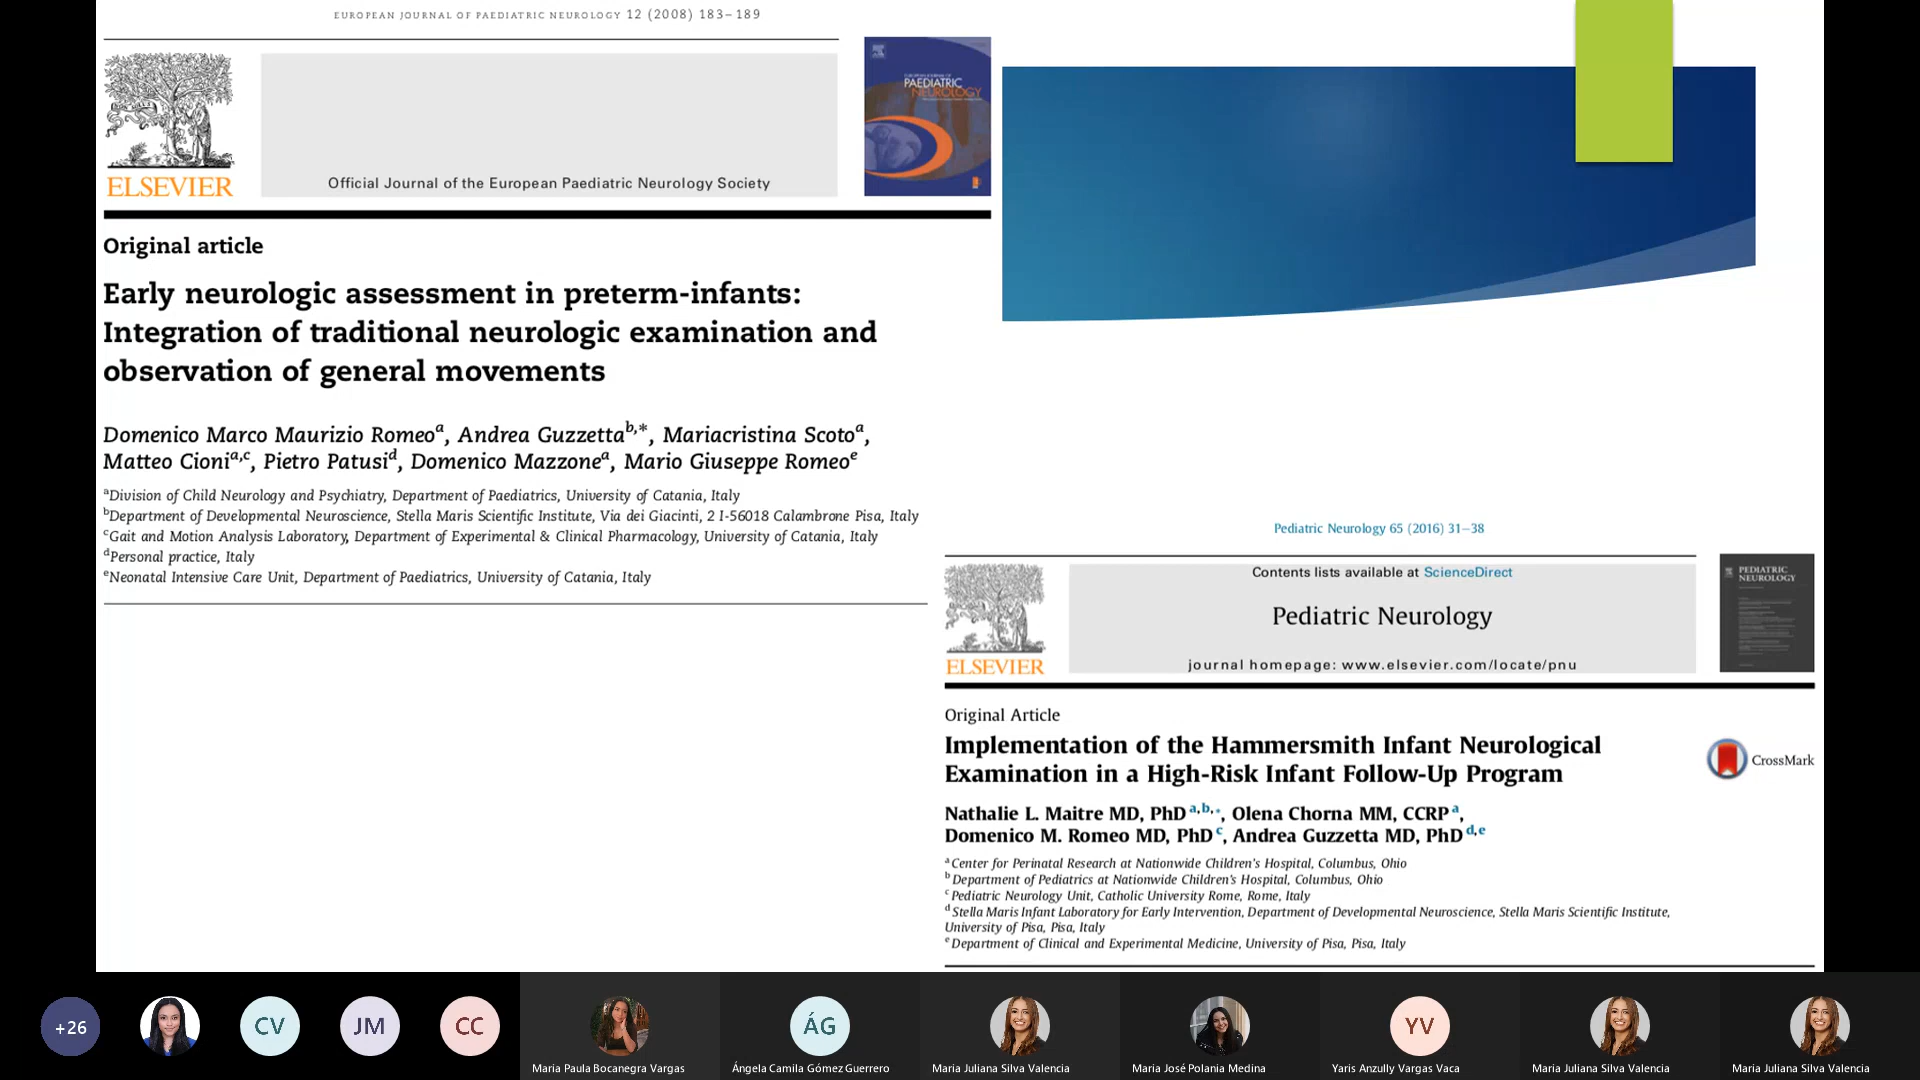 EUROPEAN JOURNAL OF PAEDIATRIC NEUROLOGY 12 (2008) 183–189
ELSEVIER
Official Journal of the European Paediatric Neurology Society
EUROPEAN JOURNAL OF
PAEDIATRIC
NEUROLOGY
Original article
Early neurologic assessment in preterm-infants:
Integration of traditional neurologic examination and
observation of general movements
Domenico Marco Maurizio Romeoᵃ, Andrea Guzzettaᵇ,*, Mariacristina Scotoᵃ,
Matteo Cioniᵃ,ᶜ, Pietro Patusiᵈ, Domenico Mazzoneᵃ, Mario Giuseppe Romeoᵉ
ᵃDivision of Child Neurology and Psychiatry, Department of Paediatrics, University of Catania, Italy
ᵇDepartment of Developmental Neuroscience, Stella Maris Scientific Institute, Via dei Giacinti, 2 I-56018 Calambrone Pisa, Italy
ᶜGait and Motion Analysis Laboratory, Department of Experimental & Clinical Pharmacology, University of Catania, Italy
ᵈPersonal practice, Italy
ᵉNeonatal Intensive Care Unit, Department of Paediatrics, University of Catania, Italy
Pediatric Neurology 65 (2016) 31–38
ELSEVIER
Contents lists available at ScienceDirect
Pediatric Neurology
journal homepage: www.elsevier.com/locate/pnu
PEDIATRIC
NEUROLOGY
Original Article
Implementation of the Hammersmith Infant Neurological
Examination in a High-Risk Infant Follow-Up Program
CrossMark
Nathalie L. Maitre MD, PhD ᵃ,ᵇ,*, Olena Chorna MM, CCRP ᵃ,
Domenico M. Romeo MD, PhD ᶜ, Andrea Guzzetta MD, PhD ᵈ,ᵉ
ᵃ Center for Perinatal Research at Nationwide Children's Hospital, Columbus, Ohio
ᵇ Department of Pediatrics at Nationwide Children's Hospital, Columbus, Ohio
ᶜ Pediatric Neurology Unit, Catholic University Rome, Rome, Italy
ᵈ Stella Maris Infant Laboratory for Early Intervention, Department of Developmental Neuroscience, Stella Maris Scientific Institute,
University of Pisa, Pisa, Italy
ᵉ Department of Clinical and Experimental Medicine, University of Pisa, Pisa, Italy
+26
CV
JM
CC
ÁG
YV
Maria Paula Bocanegra Vargas
Ángela Camila Gómez Guerrero
Maria Juliana Silva Valencia
Maria José Polania Medina
Yaris Anzully Vargas Vaca
Maria Juliana Silva Valencia
Maria Juliana Silva Valencia